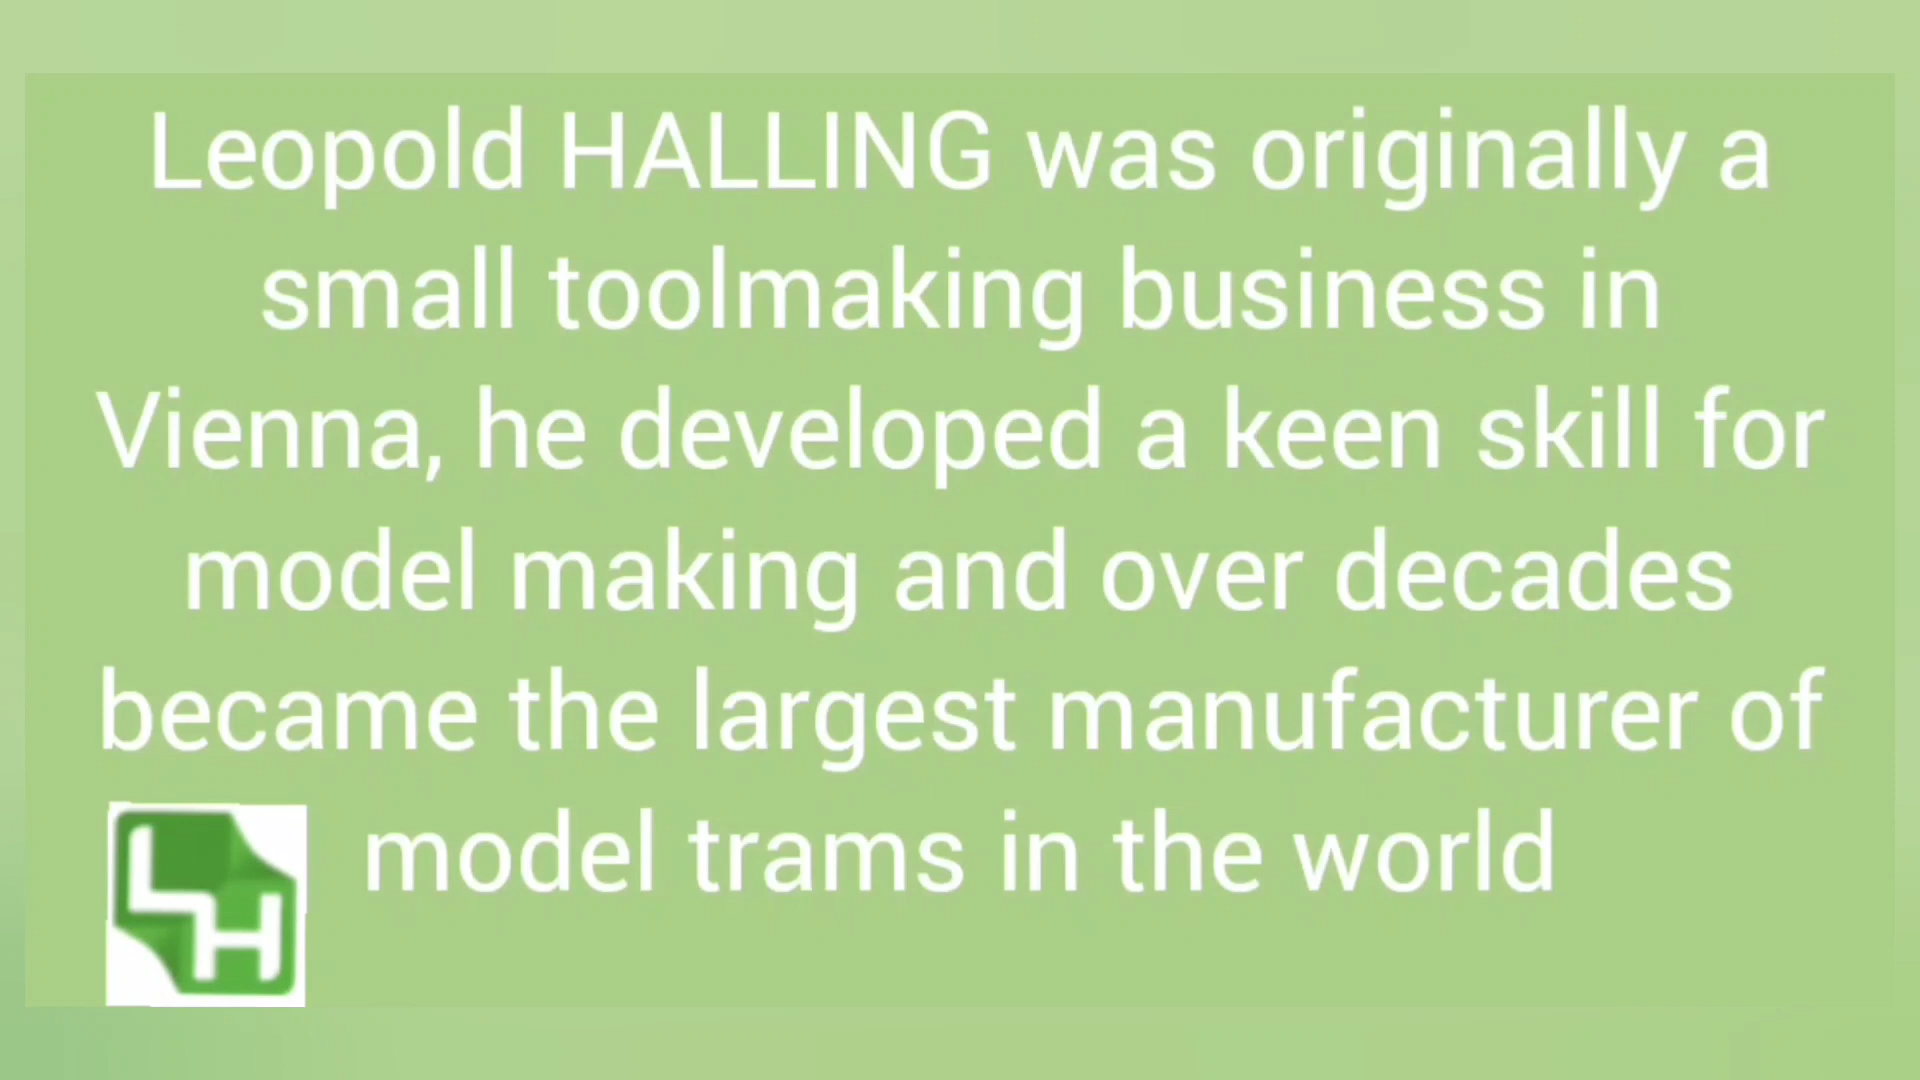 Leopold HALLING was originally a
small toolmaking business in
Vienna, he developed a keen skill for
model making and over decades
became the largest manufacturer of
model trams in the world
LH